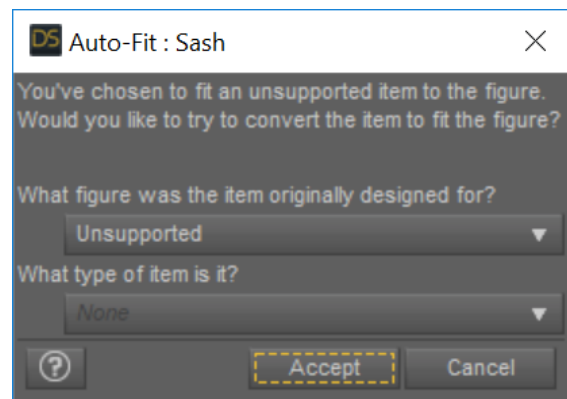 DS Auto-Fit : Sash
You've chosen to fit an unsupported item to the figure.
Would you like to try to convert the item to fit the figure?
What figure was the item originally designed for?
Unsupported
What type of item is it?
None
? Accept Cancel